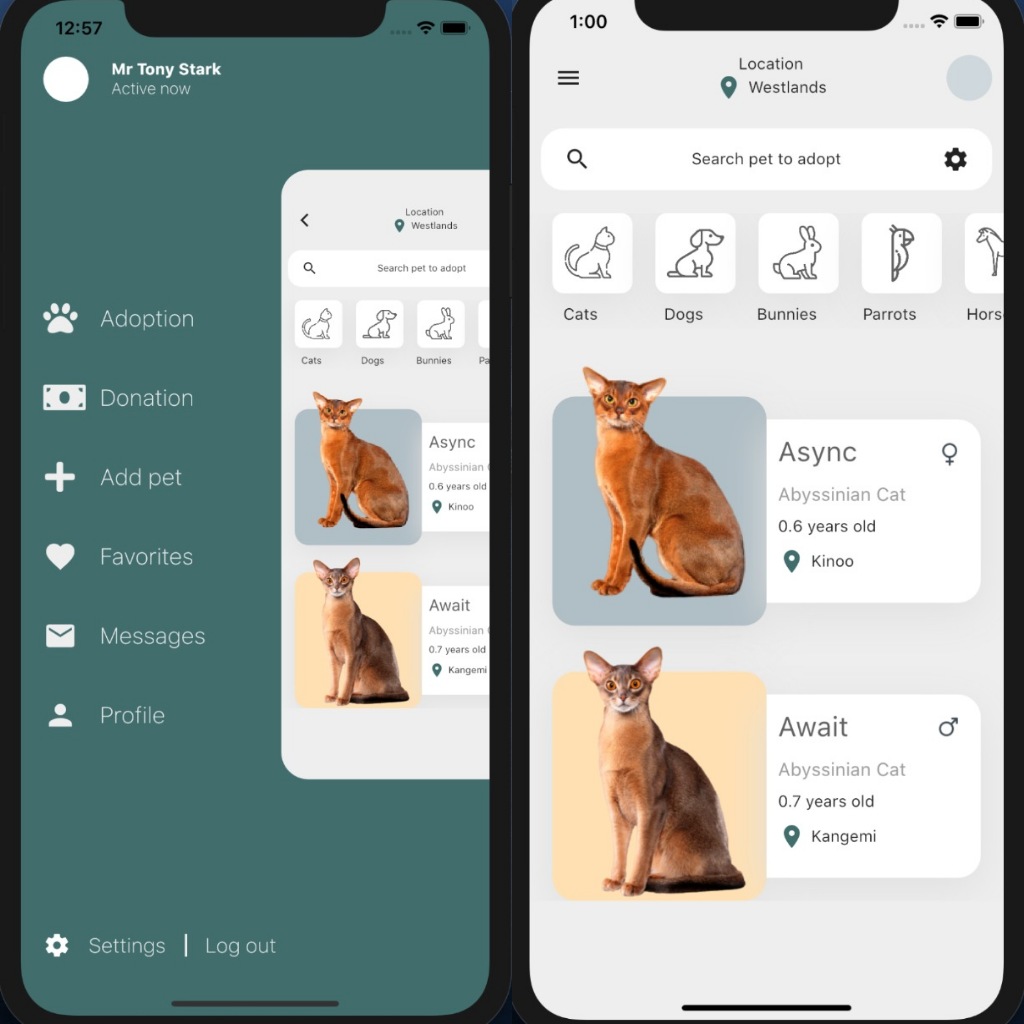 12:57
Mr Tony Stark
Active now
Location
Westlands
Search pet to adopt
Cats
Dogs
Bunnies
Pa
Adoption
Donation
Add pet
Favorites
Messages
Profile
Async
Abyssinian
0.6 years old
Kinoo
Await
Abyssinian
0.7 years old
Kangemi
Settings | Log out
1:00
Location
Westlands
Search pet to adopt
Cats
Dogs
Bunnies
Parrots
Hors
Async
Abyssinian Cat
0.6 years old
Kinoo
Await
Abyssinian Cat
0.7 years old
Kangemi